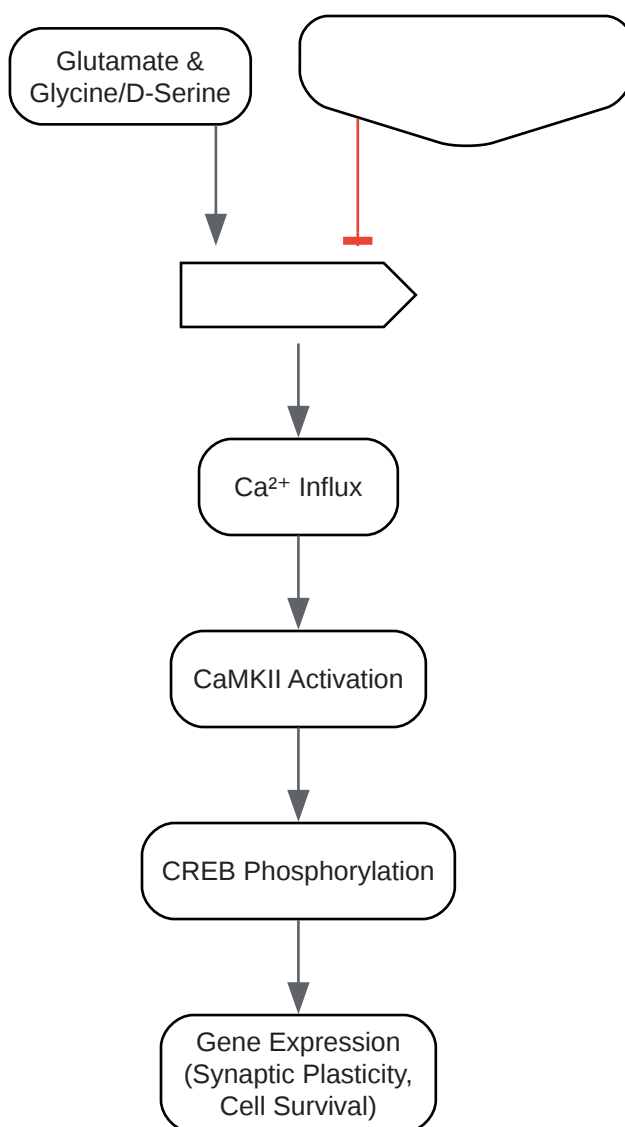 Glutamate &
Glycine/D-Serine
Ca²⁺ Influx
CaMKII Activation
CREB Phosphorylation
Gene Expression
(Synaptic Plasticity,
Cell Survival)